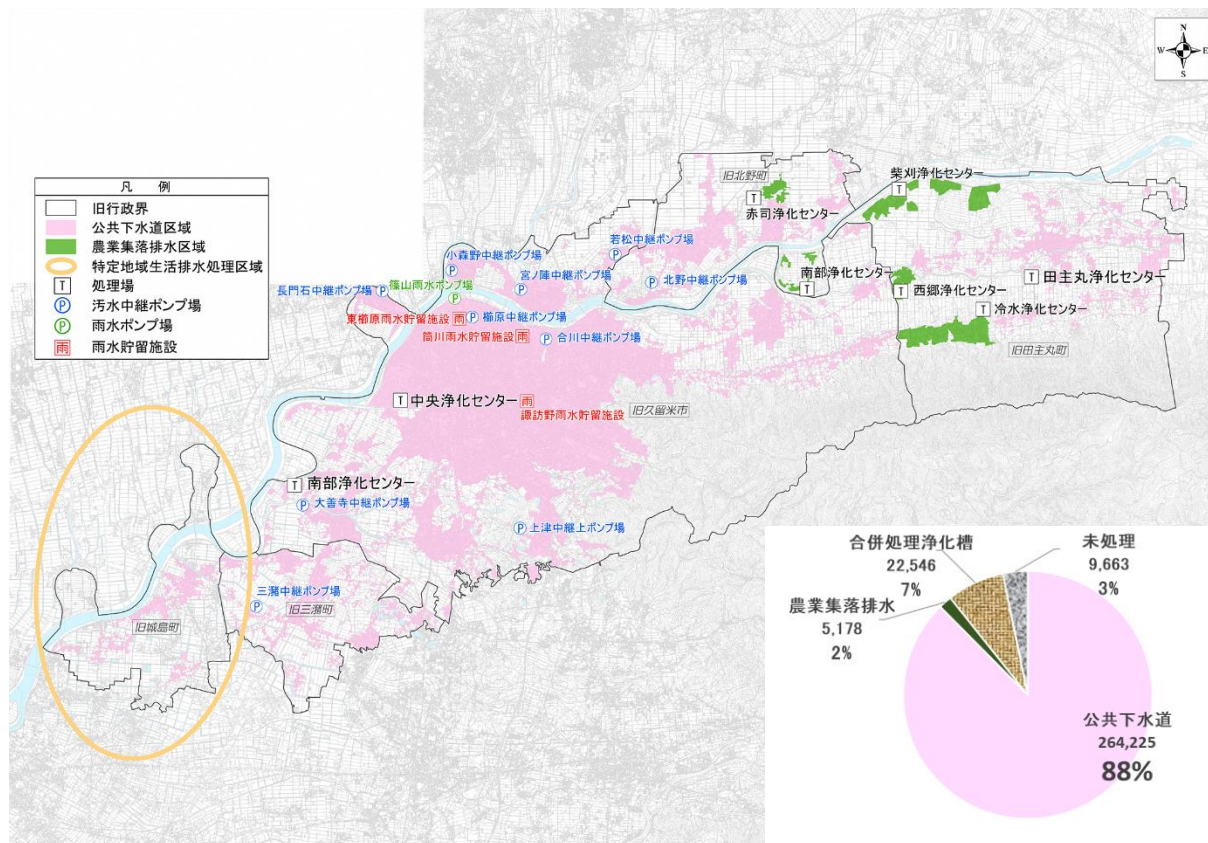 N
W E
S
凡 例
旧行政界
公共下水道区域
農業集落排水区域
特定地域生活排水処理区域
T 処理場
P 汚水中継ポンプ場
P 雨水ポンプ場
雨 雨水貯留施設
旧北野町
T
赤司浄化センター
柴刈浄化センター
T
若松中継ポンプ場
P
小森野中継ポンプ場
P
宮ノ陣中継ポンプ場
P
P 北野中継ポンプ場
南部浄化センター
T
T 田主丸浄化センター
T
西郷浄化センター
T 冷水浄化センター
旧田主丸町
長門石中継ポンプ場 P
篠山雨水ポンプ場
P
東櫛原雨水貯留施設 雨
P 櫛原中継ポンプ場
筒川雨水貯留施設 雨
P 合川中継ポンプ場
T 中央浄化センター 雨
諏訪野雨水貯留施設
旧久留米市
T 南部浄化センター
P 大善寺中継ポンプ場
P 上津中継上ポンプ場
三潴中継ポンプ場
P
旧三潴町
旧城島町
合併処理浄化槽
22,546
7%
未処理
9,663
3%
農業集落排水
5,178
2%
公共下水道
264,225
88%